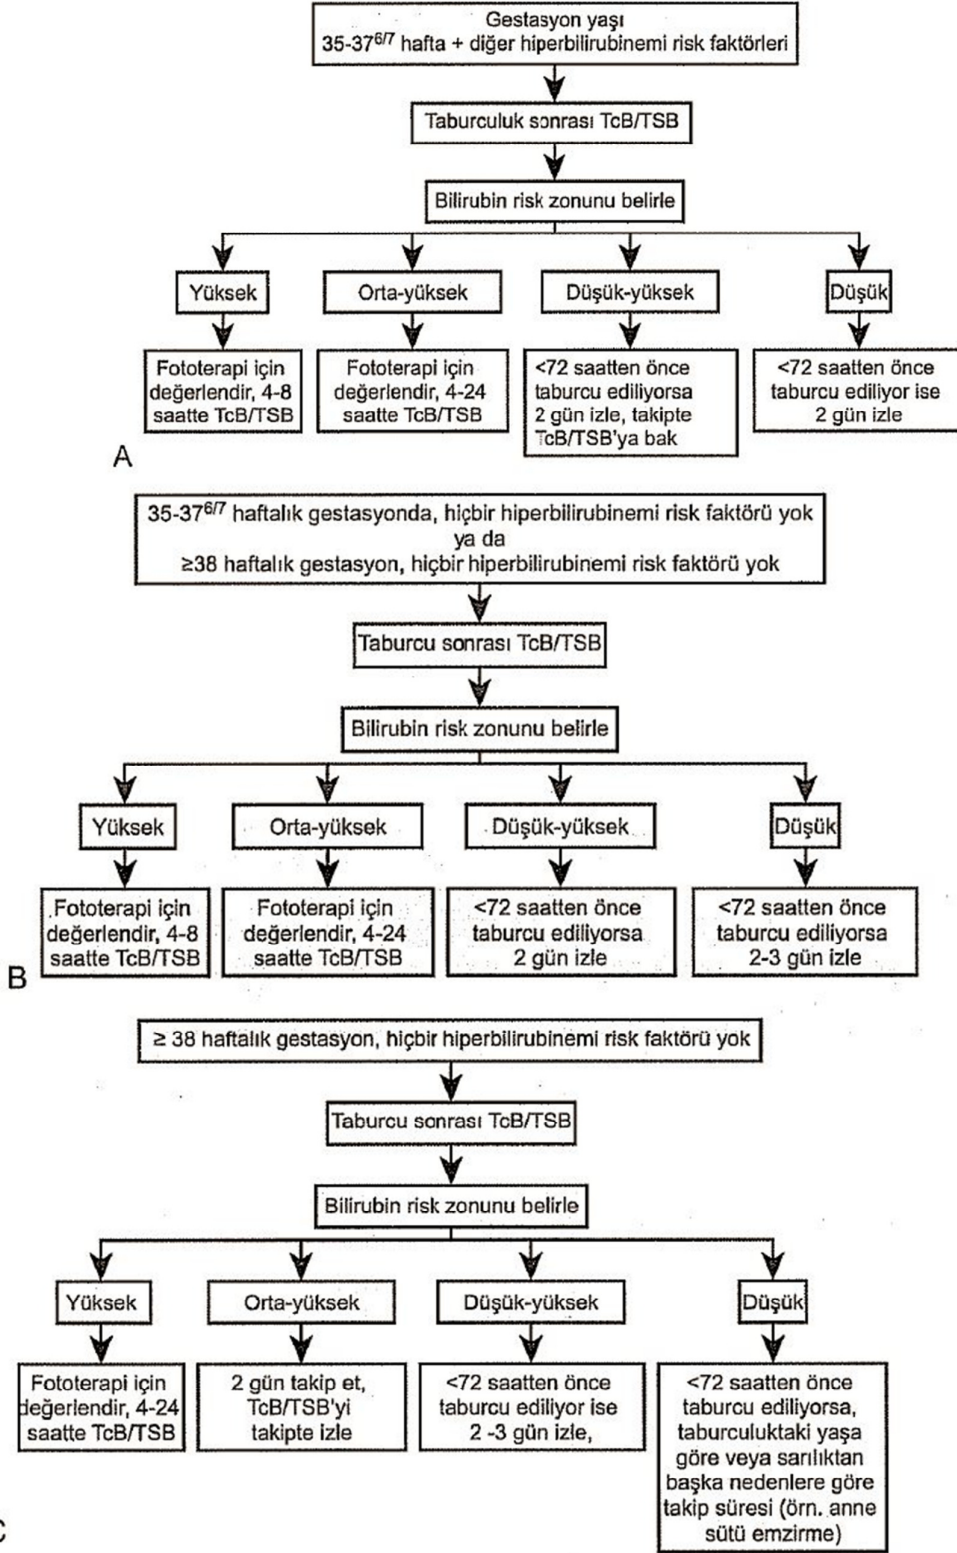 Gestasyon yaşı
35-37⁶ᐟ⁷ hafta + diğer hiperbilirubinemi risk faktörleri
Taburculuk sonrası TcB/TSB
Bilirubin risk zonunu belirle
Yüksek
Orta-yüksek
Düşük-yüksek
Düşük
Fototerapi için
değerlendir, 4-8
saatte TcB/TSB
Fototerapi için
değerlendir, 4-24
saatte TcB/TSB
<72 saatten önce
taburcu ediliyorsa
2 gün izle, takipte
TcB/TSB'ya bak
<72 saatten önce
taburcu ediliyor ise
2 gün izle
A
35-37⁶ᐟ⁷ haftalık gestasyonda, hiçbir hiperbilirubinemi risk faktörü yok
ya da
≥38 haftalık gestasyon, hiçbir hiperbilirubinemi risk faktörü yok
Taburcu sonrası TcB/TSB
Bilirubin risk zonunu belirle
Yüksek
Orta-yüksek
Düşük-yüksek
Düşük
Fototerapi için
değerlendir, 4-8
saatte TcB/TSB
Fototerapi için
değerlendir, 4-24
saatte TcB/TSB
<72 saatten önce
taburcu ediliyorsa
2 gün izle
<72 saatten önce
taburcu ediliyorsa
2-3 gün izle
B
≥ 38 haftalık gestasyon, hiçbir hiperbilirubinemi risk faktörü yok
Taburcu sonrası TcB/TSB
Bilirubin risk zonunu belirle
Yüksek
Orta-yüksek
Düşük-yüksek
Düşük
Fototerapi için
değerlendir, 4-24
saatte TcB/TSB
2 gün takip et,
TcB/TSB'yi
takipte izle
<72 saatten önce
taburcu ediliyor ise
2 -3 gün izle,
<72 saatten önce
taburcu ediliyorsa,
taburculuktaki yaşa
göre veya sarılıktan
başka nedenlere göre
takip süresi (örn. anne
sütü emzirme)
C